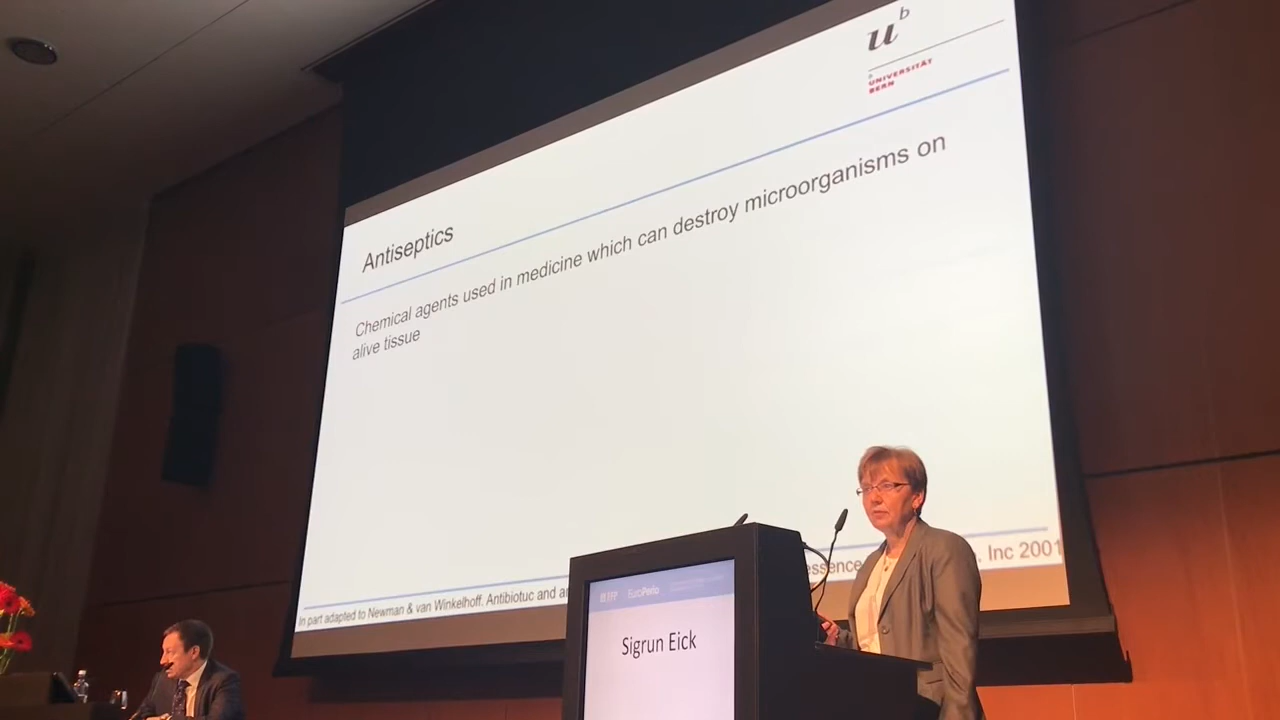 u b
b
UNIVERSITÄT
BERN
Antiseptics
Chemical agents used in medicine which can destroy microorganisms on
alive tissue
In part adapted to Newman & van Winkelhoff. Antibiotuc and
essence
, Inc 2001
EFP EuroPerio
Sigrun Eick